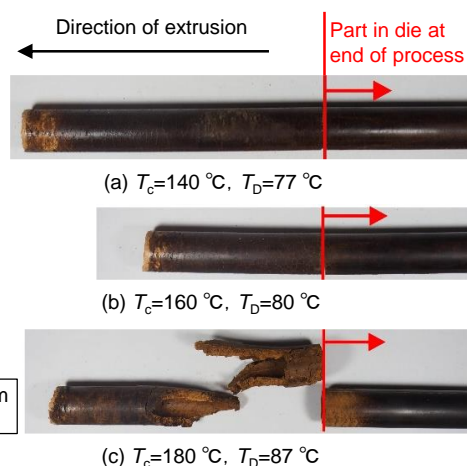 Direction of extrusion
Part in die at
end of process
(a) Tc=140 °C, TD=77 °C
(b) Tc=160 °C, TD=80 °C
m
(c) Tc=180 °C, TD=87 °C